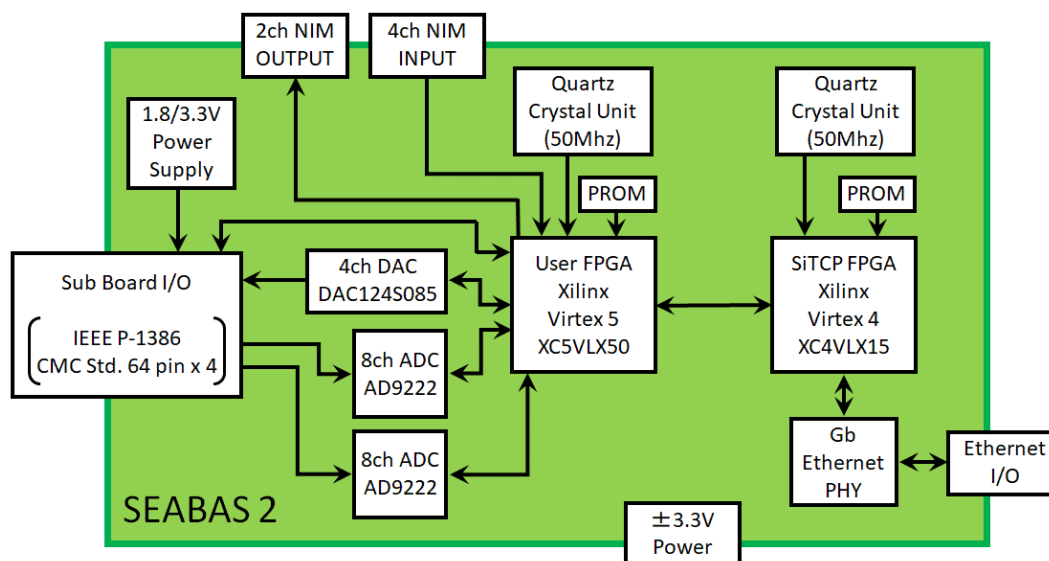 2ch NIM
OUTPUT
4ch NIM
INPUT
1.8/3.3V
Power
Supply
Quartz
Crystal Unit
(50Mhz)
Quartz
Crystal Unit
(50Mhz)
PROM
PROM
Sub Board I/O
IEEE P-1386
CMC Std. 64 pin x 4
4ch DAC
DAC124S085
User FPGA
Xilinx
Virtex 5
XC5VLX50
SiTCP FPGA
Xilinx
Virtex 4
XC4VLX15
8ch ADC
AD9222
8ch ADC
AD9222
Gb
Ethernet
PHY
Ethernet
I/O
SEABAS 2
±3.3V
Power